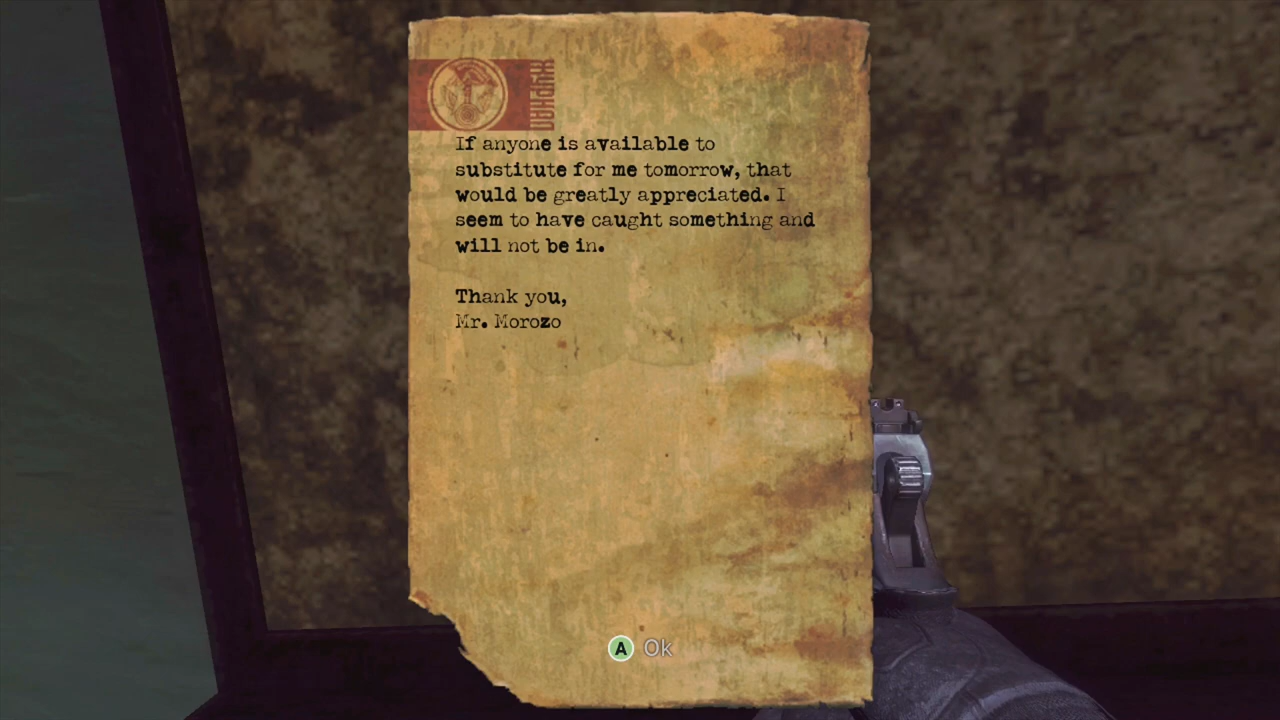 If anyone is available to
substitute for me tomorrow, that
would be greatly appreciated. I
seem to have caught something and
will not be in.
Thank you,
Mr. Morozo
A Ok